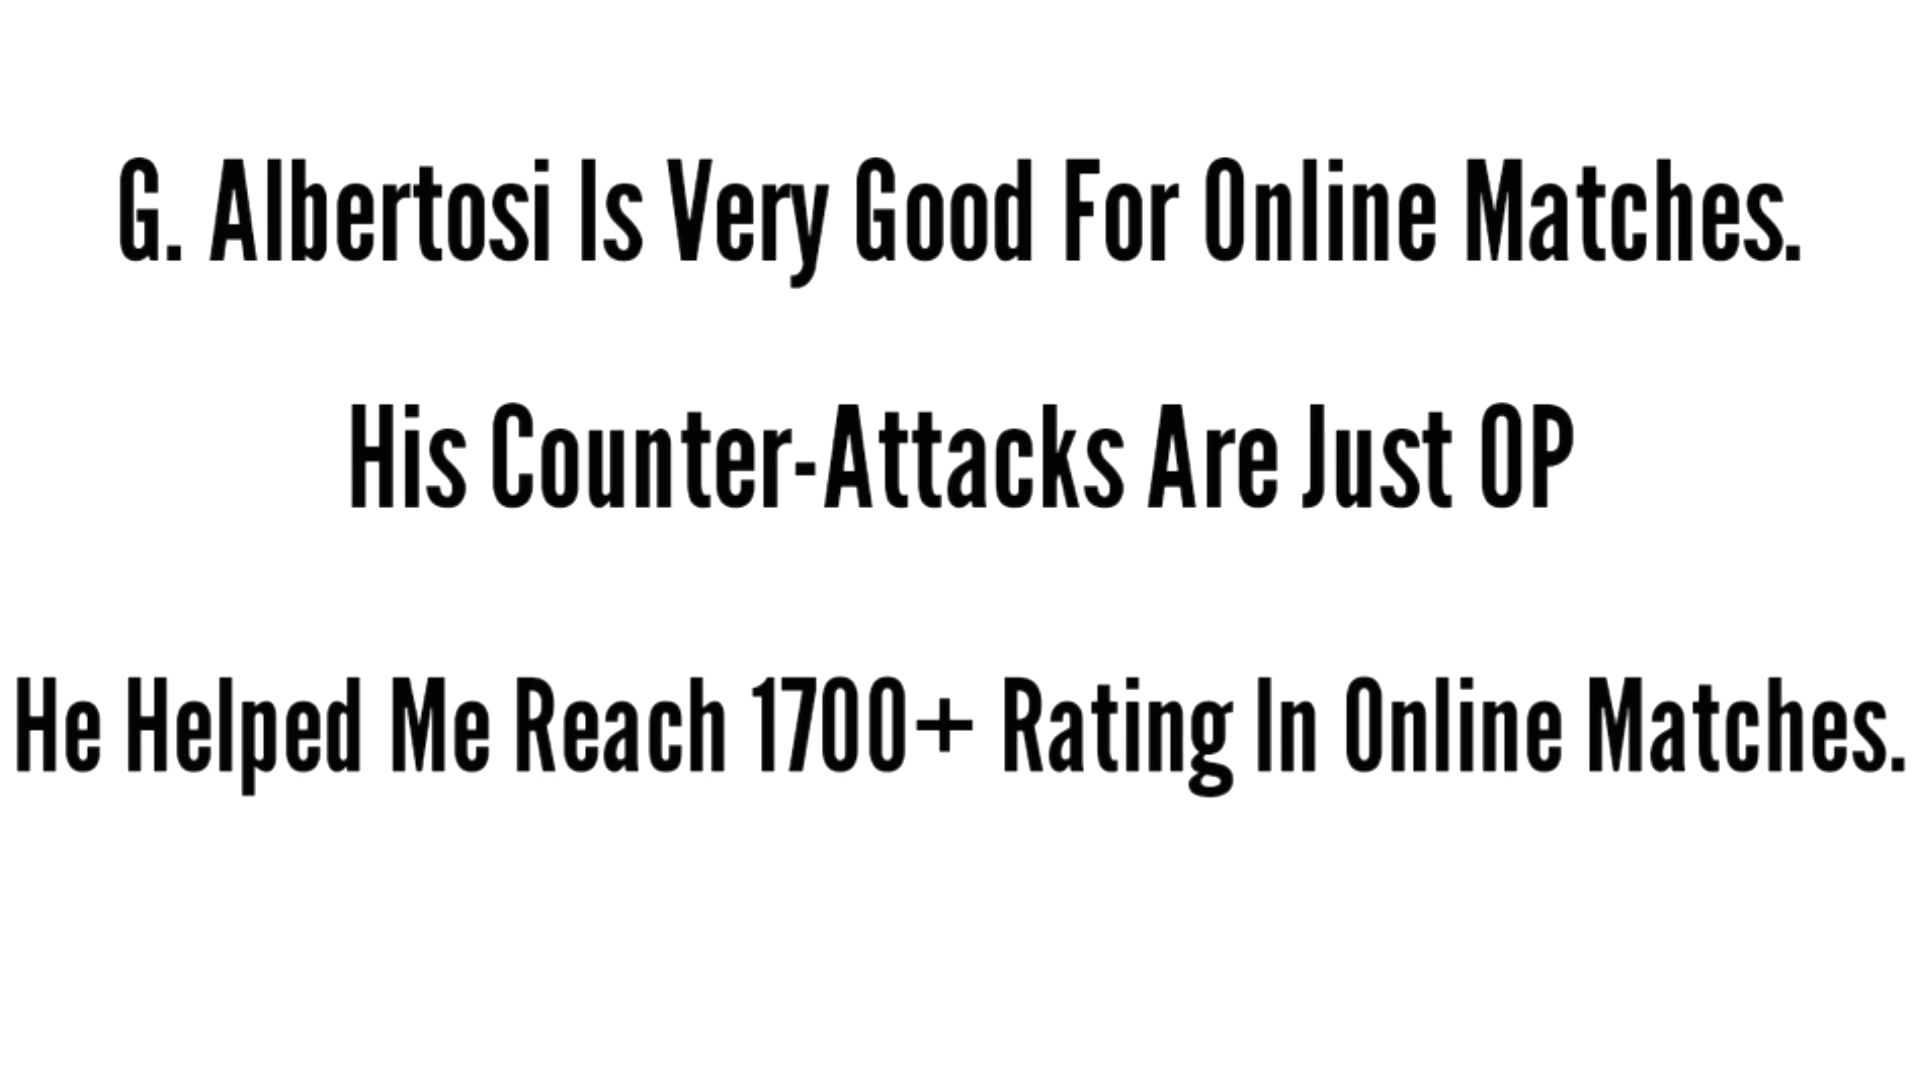 G. Albertosi Is Very Good For Online Matches.
His Counter-Attacks Are Just OP
He Helped Me Reach 1700+ Rating In Online Matches.